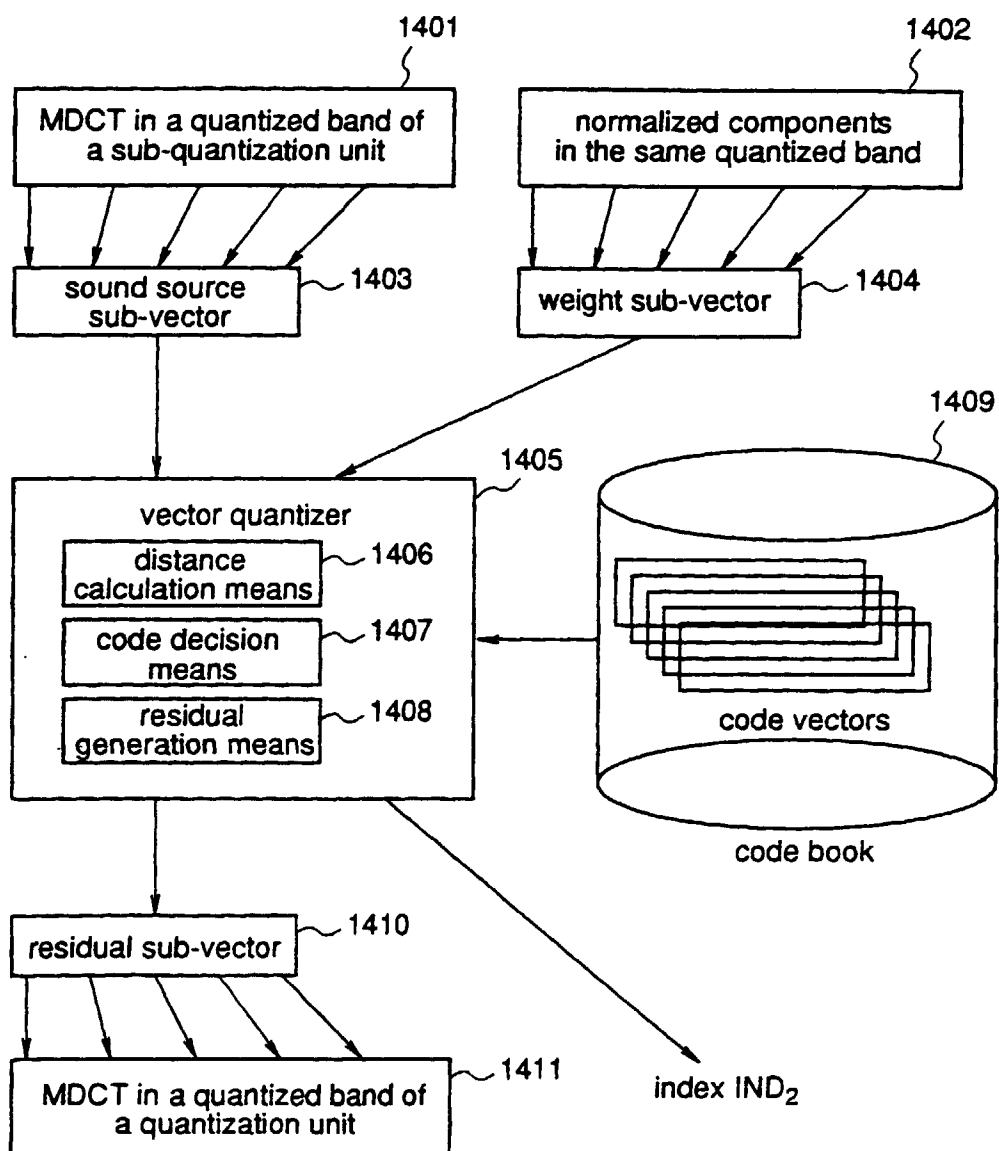 1401
1402
MDCT in a quantized band of
a sub-quantization unit
normalized components
in the same quantized band
sound source
sub-vector
1403
weight sub-vector
1404
1409
1405
vector quantizer
distance
calculation means
1406
code decision
means
1407
residual
generation means
1408
code vectors
code book
residual sub-vector
1410
MDCT in a quantized band of
a quantization unit
1411
index IND2